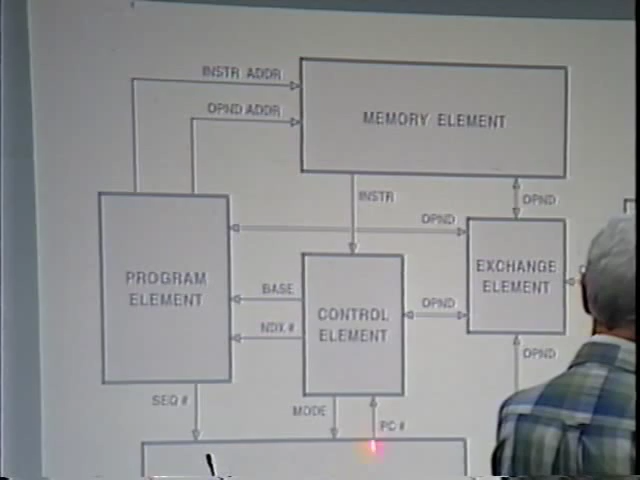 INSTR ADDR
OPND ADDR
MEMORY ELEMENT
INSTR
OPND
OPND
PROGRAM
ELEMENT
BASE
NDX #
CONTROL
ELEMENT
OPND
EXCHANGE
ELEMENT
OPND
SEQ #
MODE
PC #